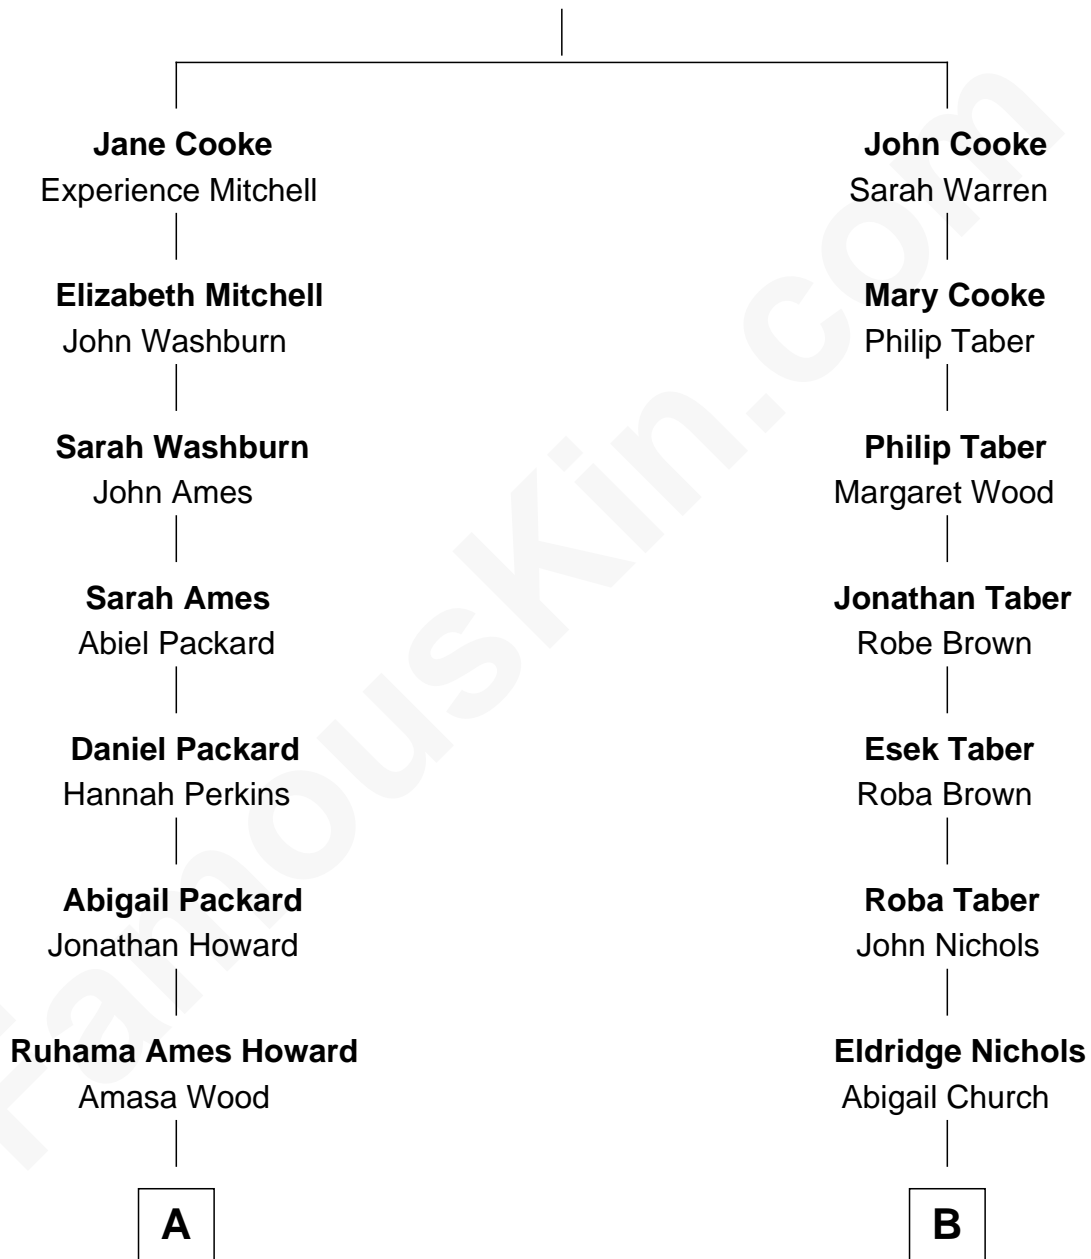 Jane Cooke
Experience Mitchell
Elizabeth Mitchell
John Washburn
Sarah Washburn
John Ames
Sarah Ames
Abiel Packard
Daniel Packard
Hannah Perkins
Abigail Packard
Jonathan Howard
Ruhama Ames Howard
Amasa Wood
A
John Cooke
Sarah Warren
Mary Cooke
Philip Taber
Philip Taber
Margaret Wood
Jonathan Taber
Robe Brown
Esek Taber
Roba Brown
Roba Taber
John Nichols
Eldridge Nichols
Abigail Church
B
FamousKin.com